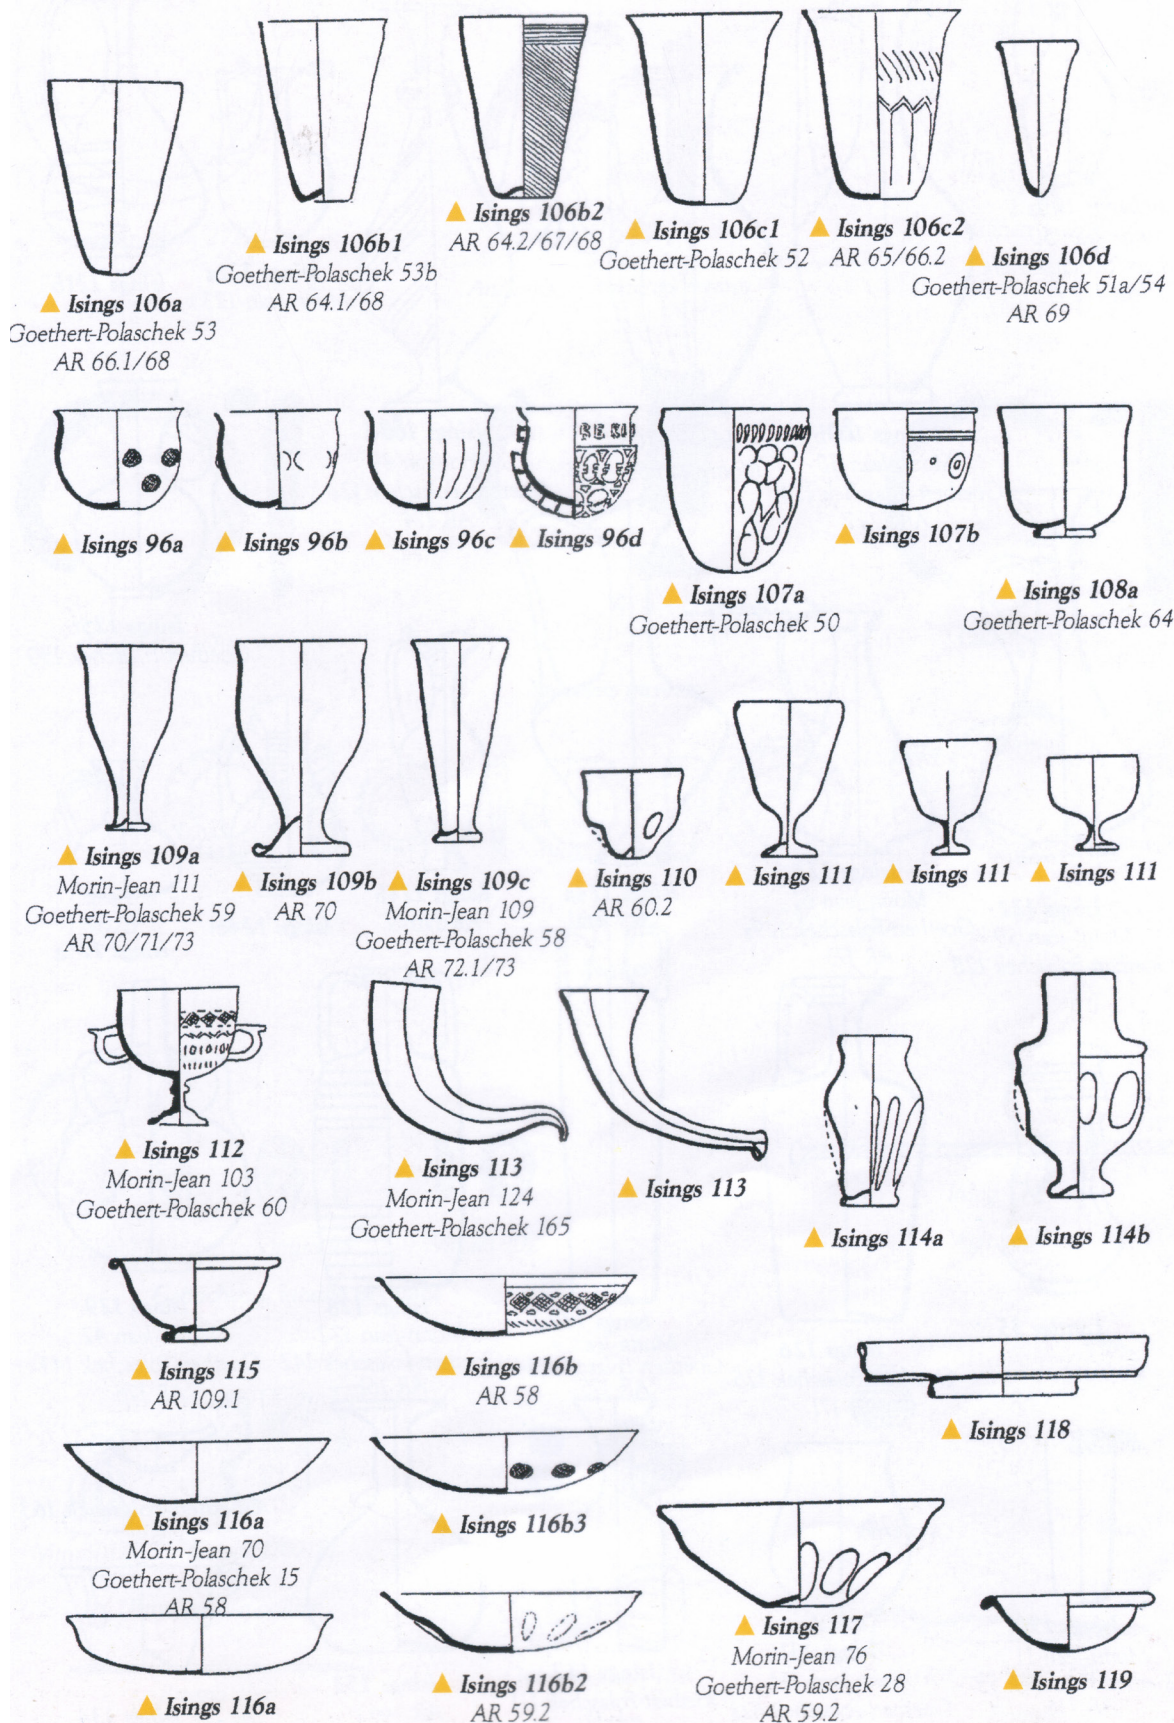 ▲ Isings 106a
Goethert-Polaschek 53
AR 66.1/68
▲ Isings 106b1
Goethert-Polaschek 53b
AR 64.1/68
▲ Isings 106b2
AR 64.2/67/68
▲ Isings 106c1
Goethert-Polaschek 52
▲ Isings 106c2
AR 65/66.2
▲ Isings 106d
Goethert-Polaschek 51a/54
AR 69
▲ Isings 96a
▲ Isings 96b
▲ Isings 96c
▲ Isings 96d
▲ Isings 107a
Goethert-Polaschek 50
▲ Isings 107b
▲ Isings 108a
Goethert-Polaschek 64
▲ Isings 109a
Morin-Jean 111
Goethert-Polaschek 59
AR 70/71/73
▲ Isings 109b
AR 70
▲ Isings 109c
Morin-Jean 109
Goethert-Polaschek 58
AR 72.1/73
▲ Isings 110
AR 60.2
▲ Isings 111
▲ Isings 111
▲ Isings 111
▲ Isings 112
Morin-Jean 103
Goethert-Polaschek 60
▲ Isings 113
Morin-Jean 124
Goethert-Polaschek 165
▲ Isings 113
▲ Isings 114a
▲ Isings 114b
▲ Isings 115
AR 109.1
▲ Isings 116b
AR 58
▲ Isings 118
▲ Isings 116a
Morin-Jean 70
Goethert-Polaschek 15
AR 58
▲ Isings 116b3
▲ Isings 117
Morin-Jean 76
Goethert-Polaschek 28
AR 59.2
▲ Isings 116a
▲ Isings 116b2
AR 59.2
▲ Isings 119